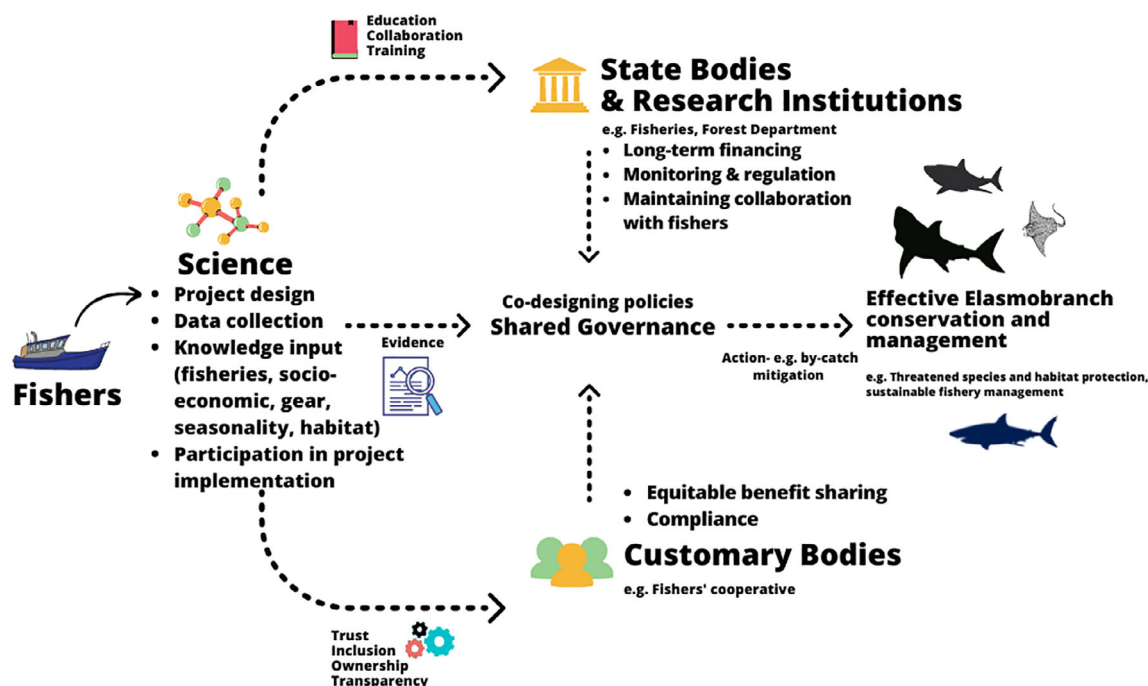 Education
Collaboration
Training
State Bodies
& Research Institutions
e.g. Fisheries, Forest Department
• Long-term financing
• Monitoring & regulation
• Maintaining collaboration
with fishers
Science
• Project design
• Data collection
• Knowledge input
(fisheries, socio-
economic, gear,
seasonality, habitat)
• Participation in project
implementation
Fishers
Evidence
Co-designing policies
Shared Governance
Action- e.g. by-catch
mitigation
Effective Elasmobranch
conservation and
management
e.g. Threatened species and habitat protection,
sustainable fishery management
• Equitable benefit sharing
• Compliance
Customary Bodies
e.g. Fishers' cooperative
Trust
Inclusion
Ownership
Transparency